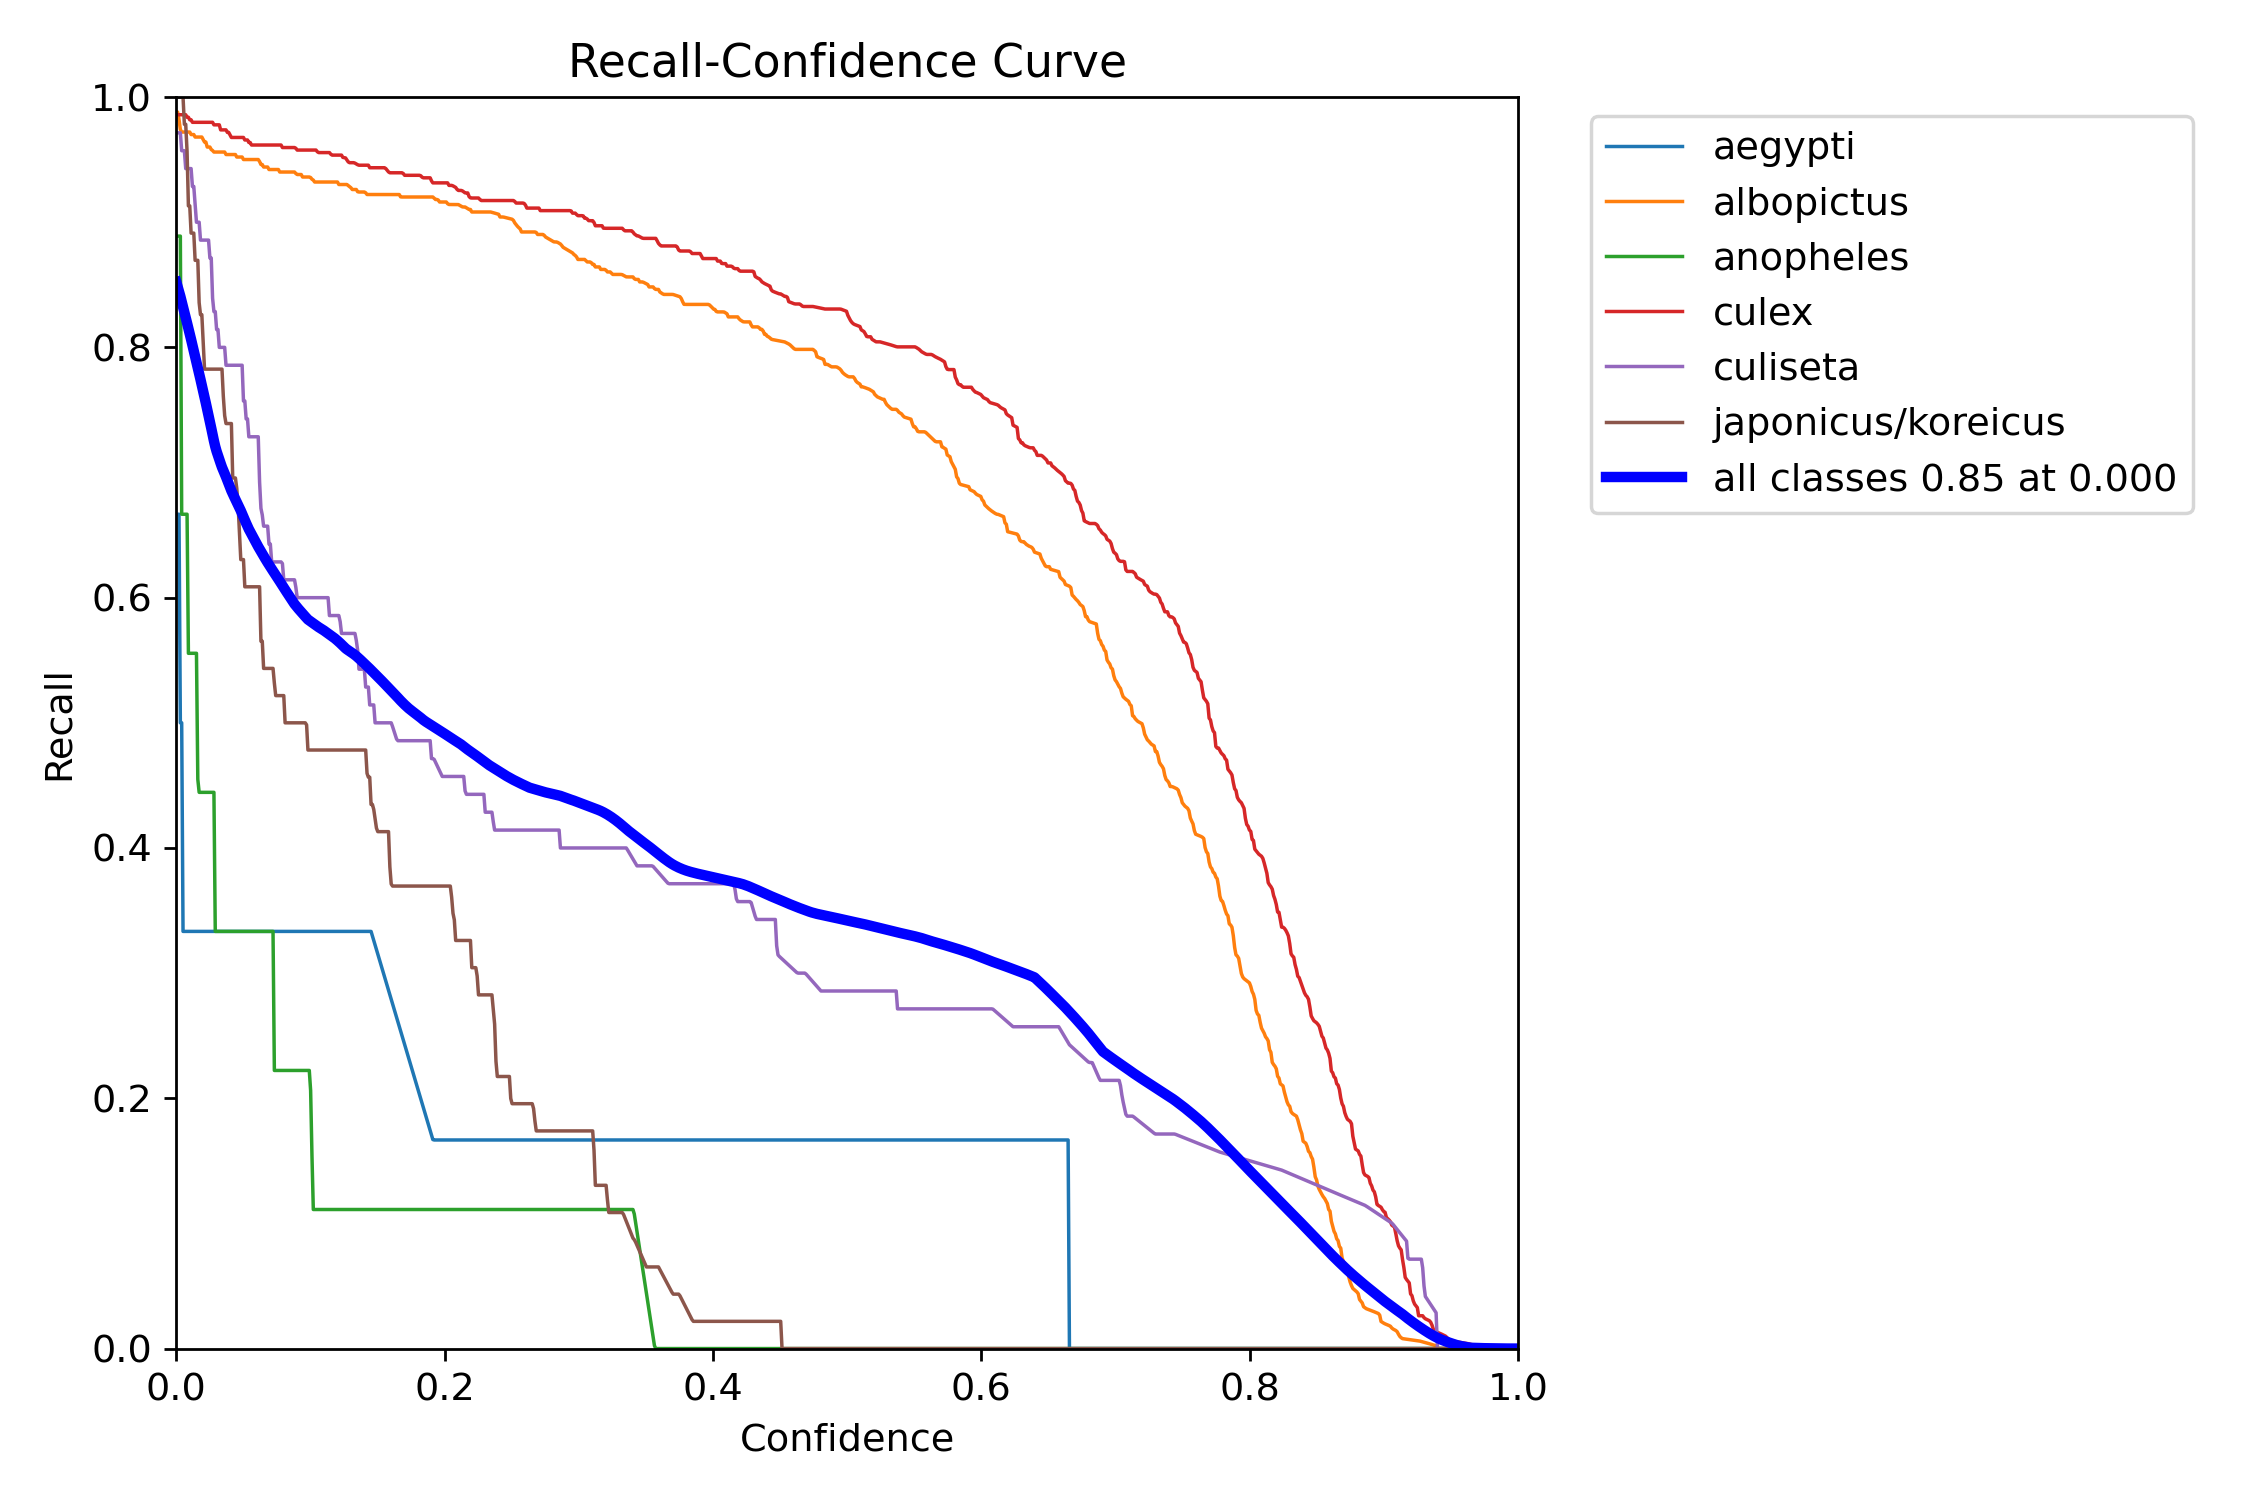 Recall-Confidence Curve
1.0
0.8
0.6
0.4
0.2
0.0
Recall
0.0 0.2 0.4 0.6 0.8 1.0
Confidence
aegypti
albopictus
anopheles
culex
culiseta
japonicus/koreicus
all classes 0.85 at 0.000